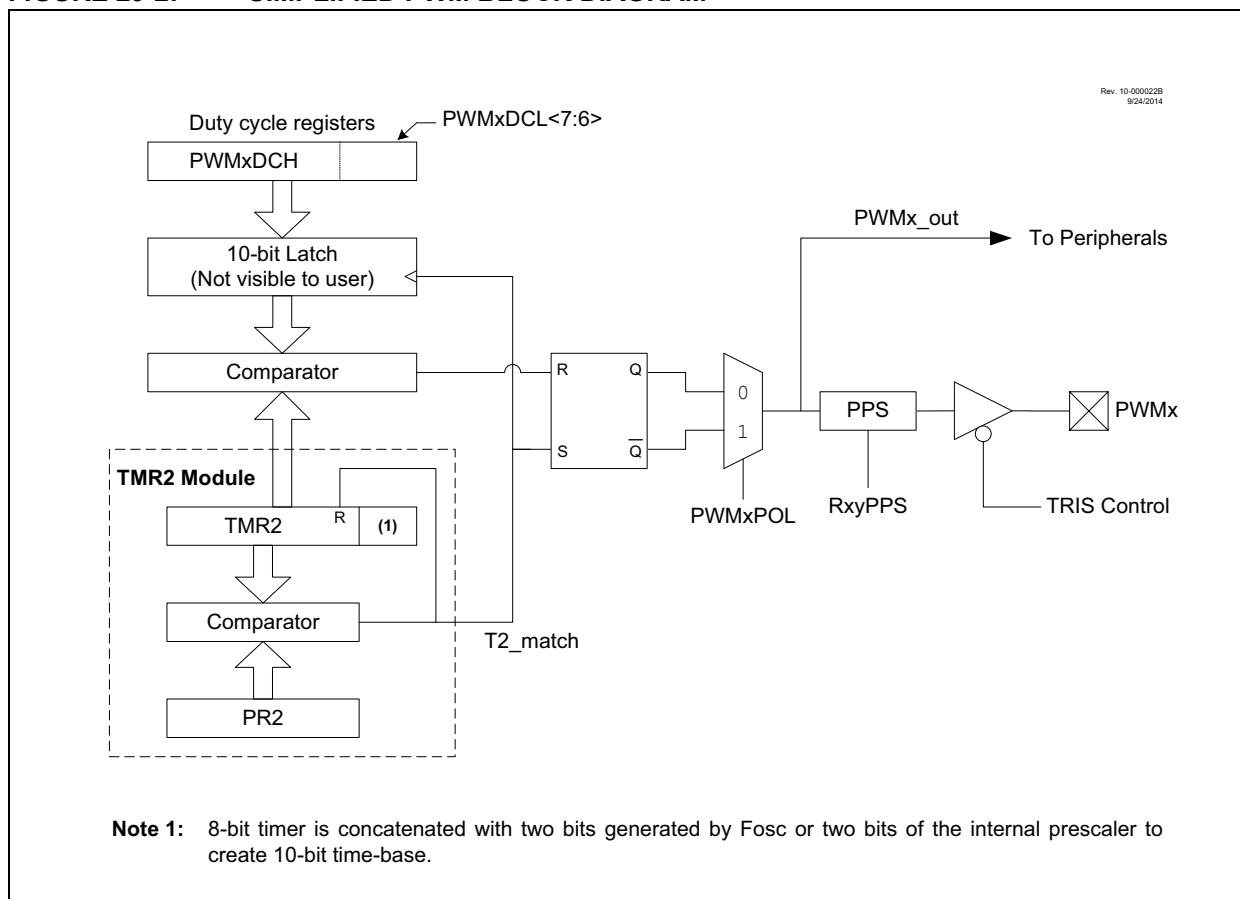 Rev. 10-000022B
9/24/2014
Duty cycle registers
PWMxDCL<7:6>
PWMxDCH
10-bit Latch
(Not visible to user)
Comparator
PWMx_out
To Peripherals
R
Q
S
Q̅
0
1
PWMxPOL
PPS
RxyPPS
PWMx
TRIS Control
TMR2 Module
TMR2
R
(1)
Comparator
T2_match
PR2
Note 1: 8-bit timer is concatenated with two bits generated by Fosc or two bits of the internal prescaler to
create 10-bit time-base.